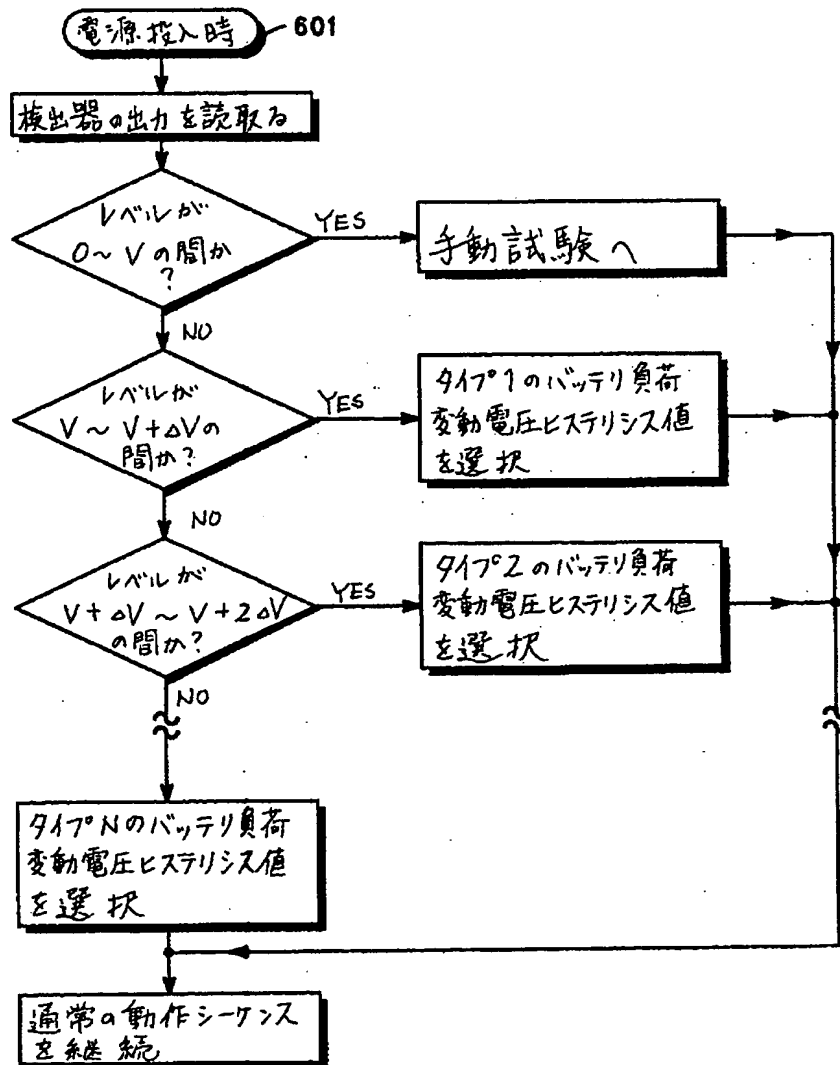 電源投入時
601
検出器の出力を読取る
レベルが
0～Vの間か
?
YES
手動試験へ
NO
レベルが
V～V+ΔVの
間か?
YES
タイプ1のバッテリ負荷
変動電圧ヒステリシス値
を選択
NO
レベルが
V+ΔV～V+2ΔV
の間か?
YES
タイプ2のバッテリ負荷
変動電圧ヒステリシス値
を選択
NO
タイプNのバッテリ負荷
変動電圧ヒステリシス値
を選択
通常の動作シーケンス
を継続